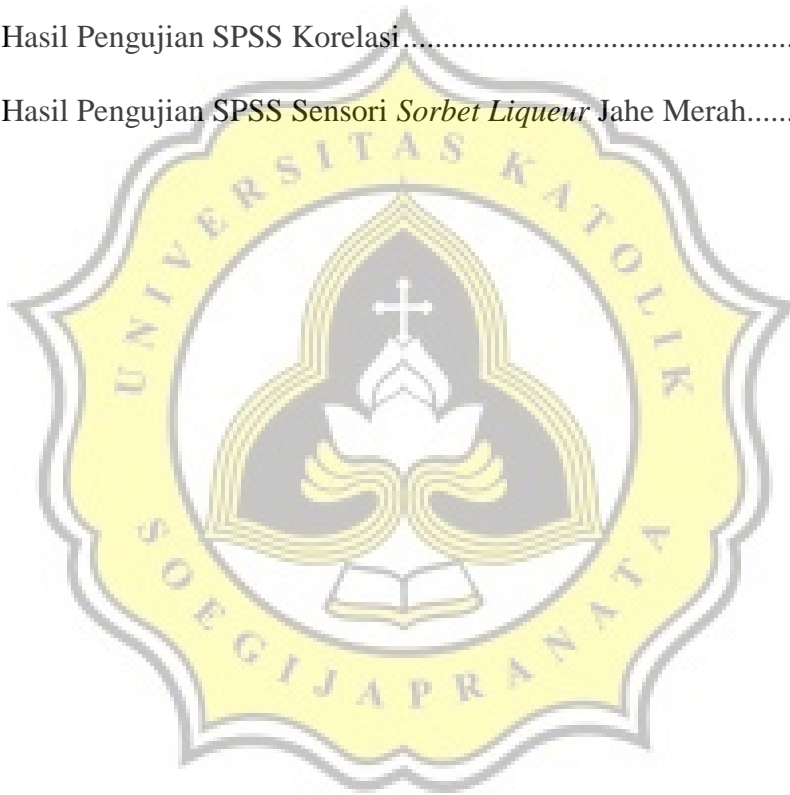 Hasil Pengujian SPSS Korelasi................................................
Hasil Pengujian SPSS Sensori Sorbet Liqueur Jahe Merah......
UNIVERSITAS KATOLIK
SOEGIJAPRANATA